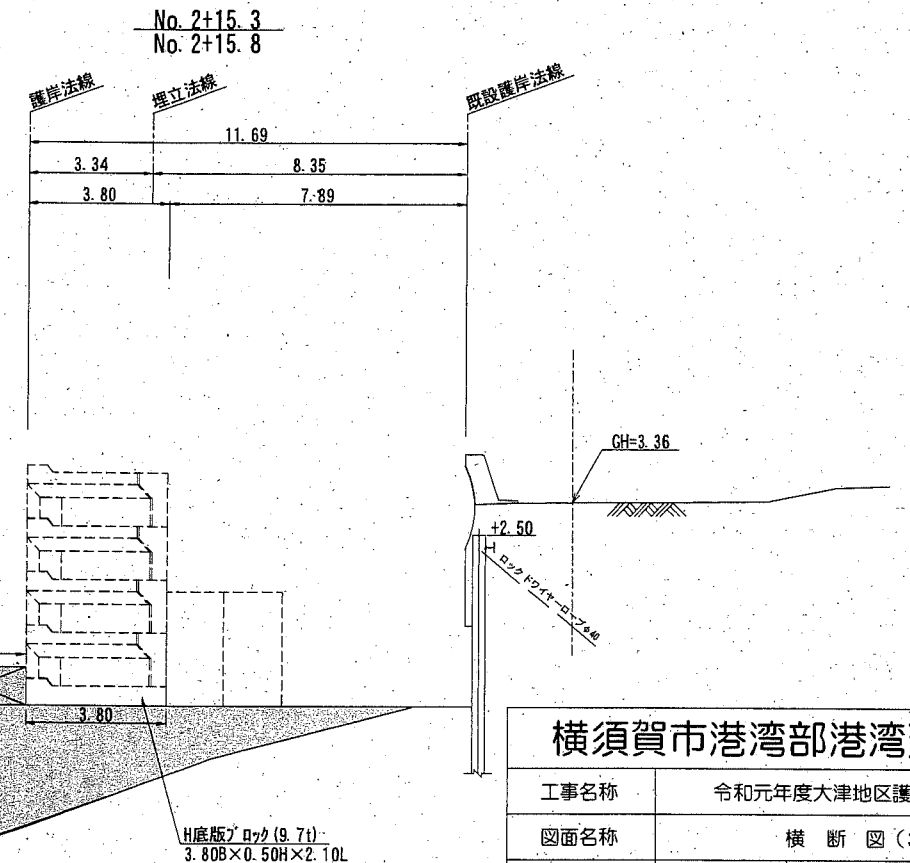 No. 2+15. 3
No. 2+15. 8
護岸法線
埋立法線
既設護岸法線
11. 69
3. 34
8. 35
3. 80
7. 89
GH=3. 36
+2. 50
ロックドワイヤーロープφ40
3. 80
H底版ブロック(9. 7t)
3. 80B×0. 50H×2. 10L
横須賀市港湾部港湾
工事名称
令和元年度大津地区護
図面名称
横 断 図 (